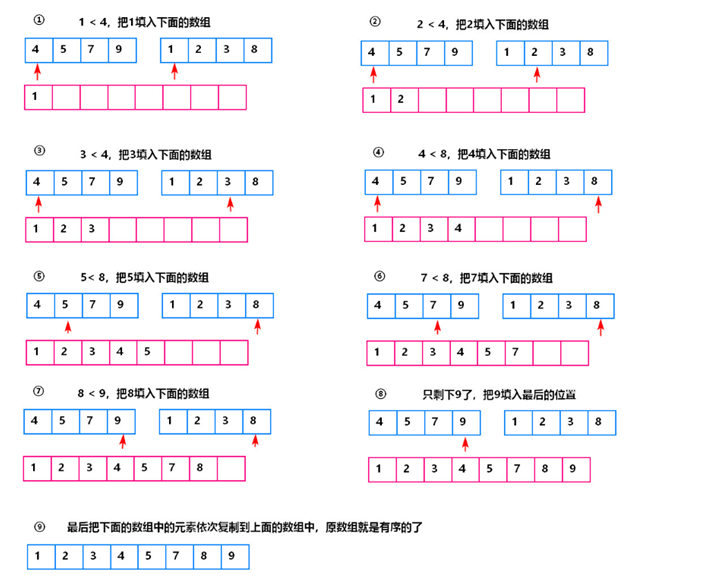 ① 1 < 4，把1填入下面的数组
4 5 7 9 1 2 3 8
1
② 2 < 4，把2填入下面的数组
4 5 7 9 1 2 3 8
1 2
③ 3 < 4，把3填入下面的数组
4 5 7 9 1 2 3 8
1 2 3
④ 4 < 8，把4填入下面的数组
4 5 7 9 1 2 3 8
1 2 3 4
⑤ 5< 8，把5填入下面的数组
4 5 7 9 1 2 3 8
1 2 3 4 5
⑥ 7 < 8，把7填入下面的数组
4 5 7 9 1 2 3 8
1 2 3 4 5 7
⑦ 8 < 9，把8填入下面的数组
4 5 7 9 1 2 3 8
1 2 3 4 5 7 8
⑧ 只剩下9了，把9填入最后的位置
4 5 7 9 1 2 3 8
1 2 3 4 5 7 8 9
⑨ 最后把下面的数组中的元素依次复制到上面的数组中，原数组就是有序的了
1 2 3 4 5 7 8 9